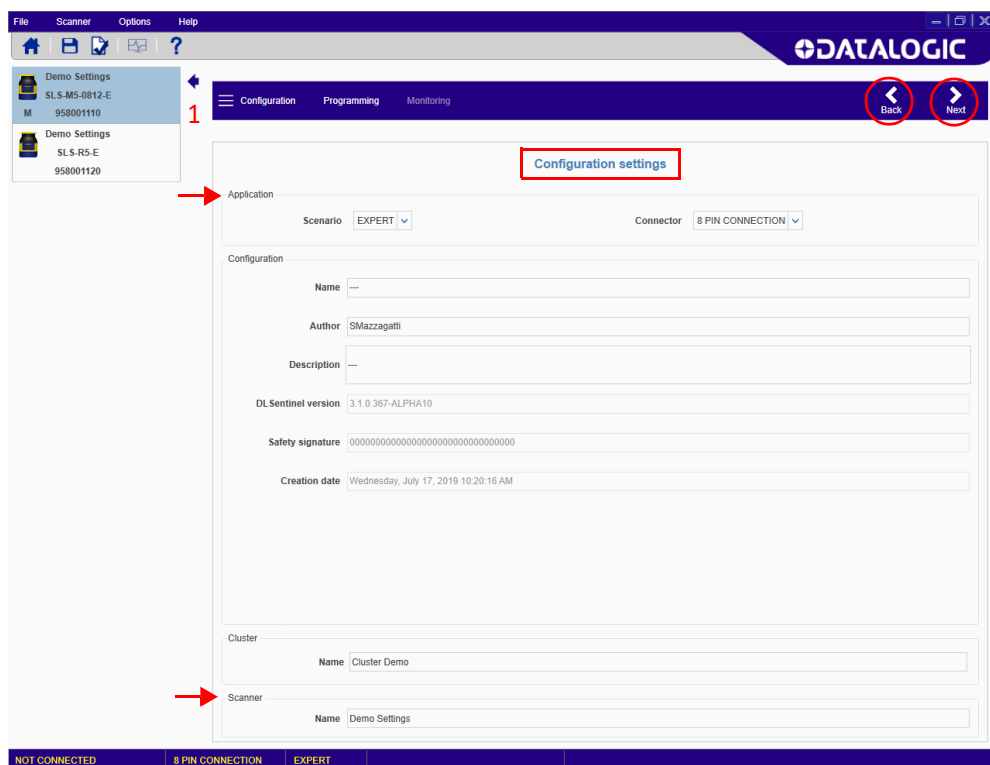 File Scanner Options Help
DATALOGIC
Demo Settings
SLS-M5-0812-E
M 958001110
Demo Settings
SLS-R5-E
958001120
1
Configuration Programming Monitoring
Back Next
Configuration settings
Application
Scenario EXPERT Connector 8 PIN CONNECTION
Configuration
Name ---
Author SMazzagatti
Description ---
DLSentinel version 3.1.0.367-ALPHA10
Safety signature 00000000000000000000000000000000
Creation date Wednesday, July 17, 2019 10:20:16 AM
Cluster
Name Cluster Demo
Scanner
Name Demo Settings
NOT CONNECTED 8 PIN CONNECTION EXPERT